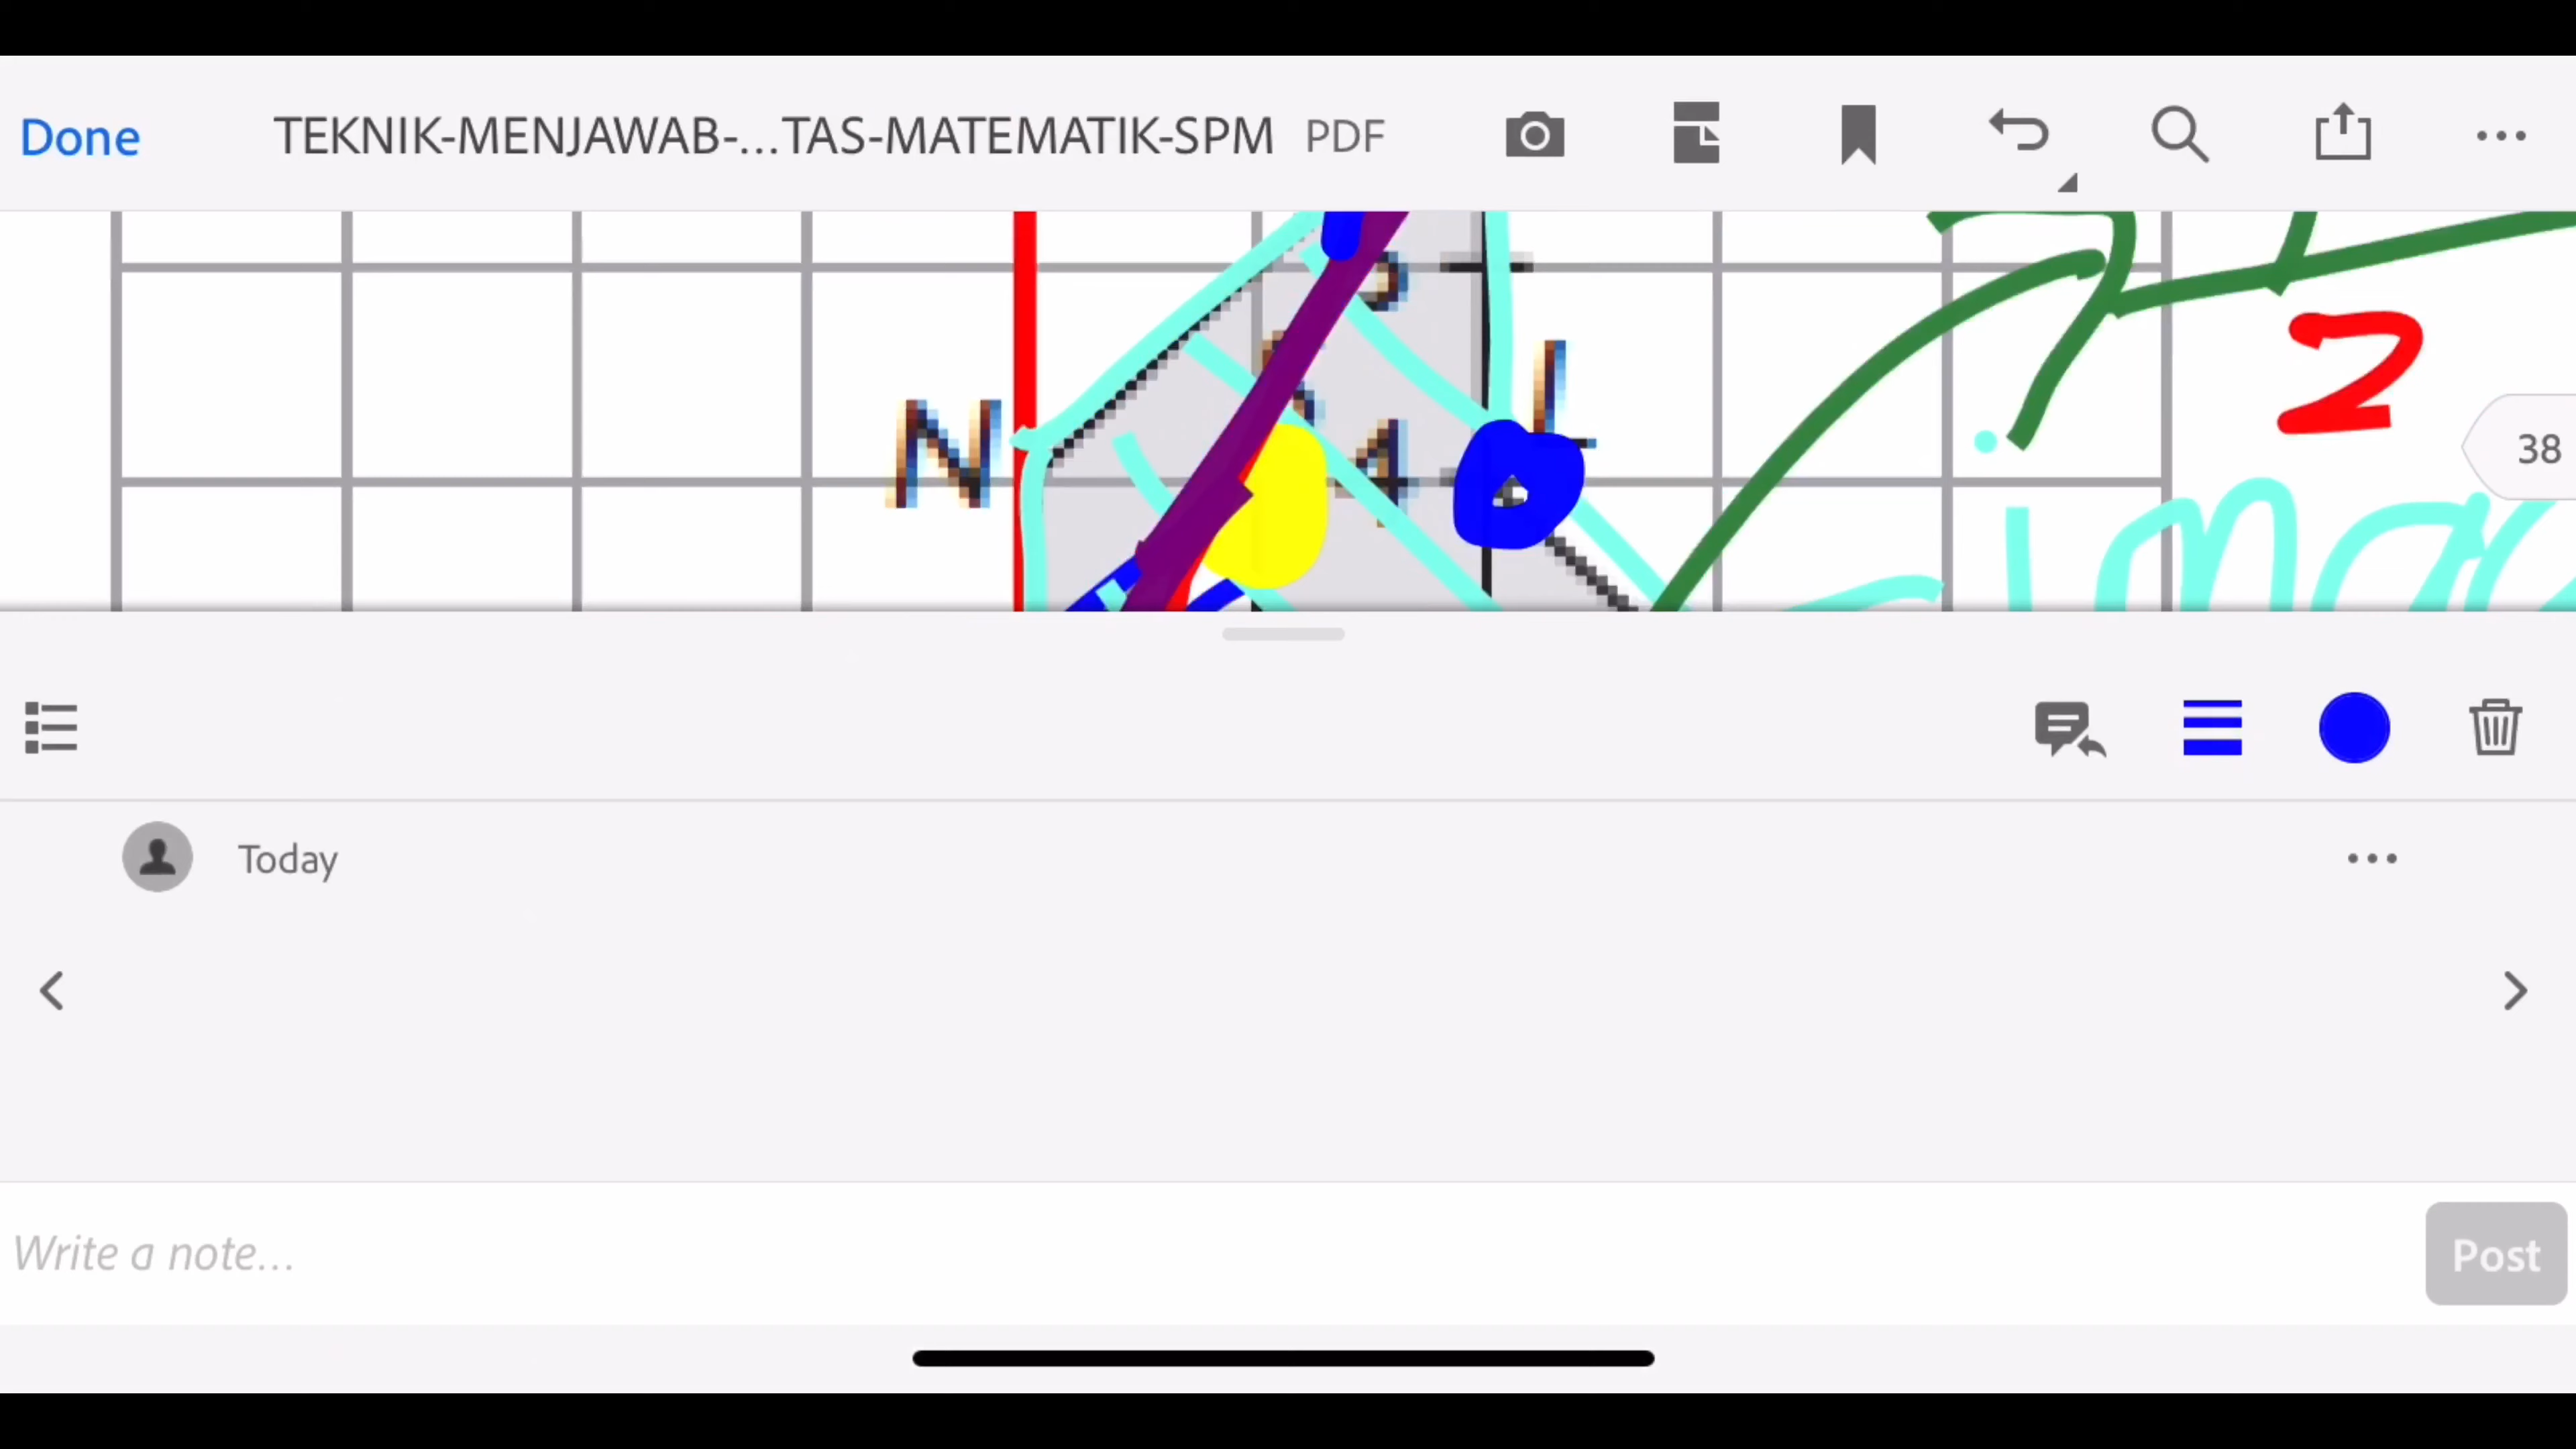 Done TEKNIK-MENJAWAB-...TAS-MATEMATIK-SPM PDF
2
38
N 4 L
Today
Write a note...
Post